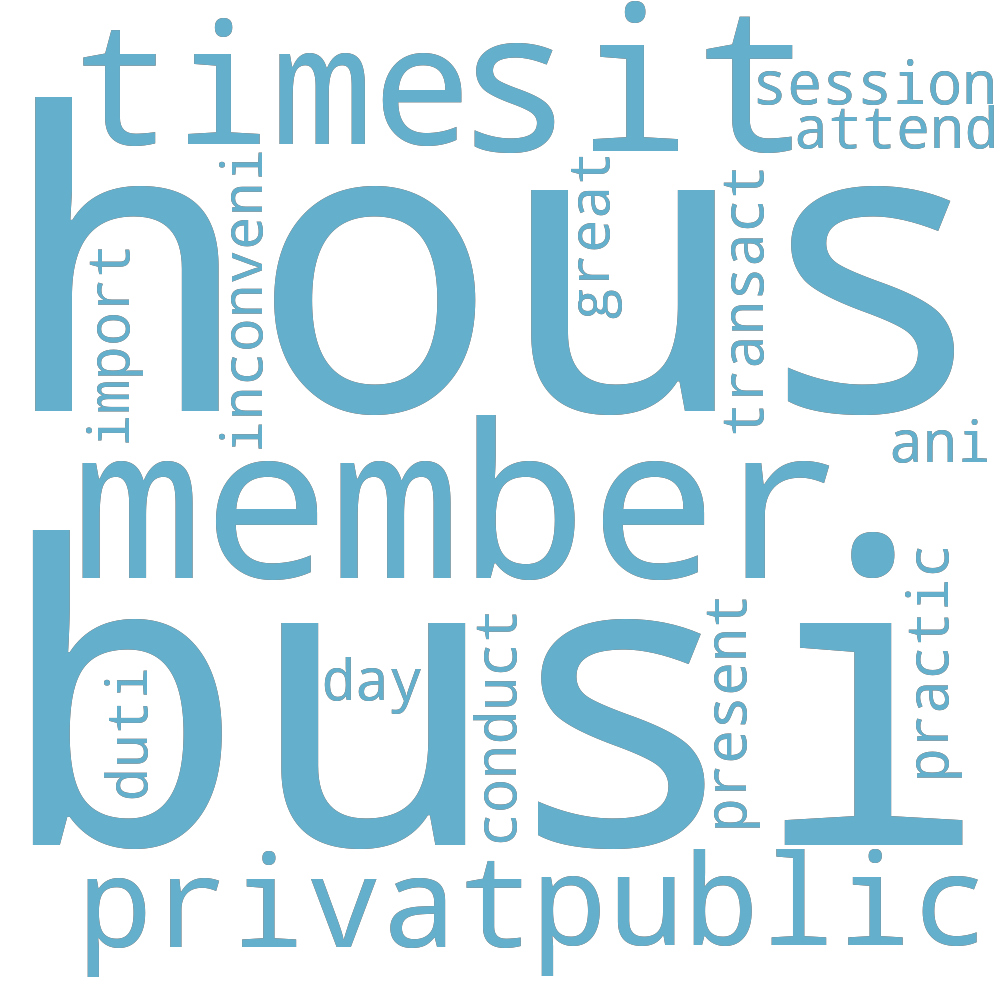 time
sit
session
attend
hous
import
inconveni
great
transact
member
ani
busi
duti
day
conduct
present
practic
privat
public